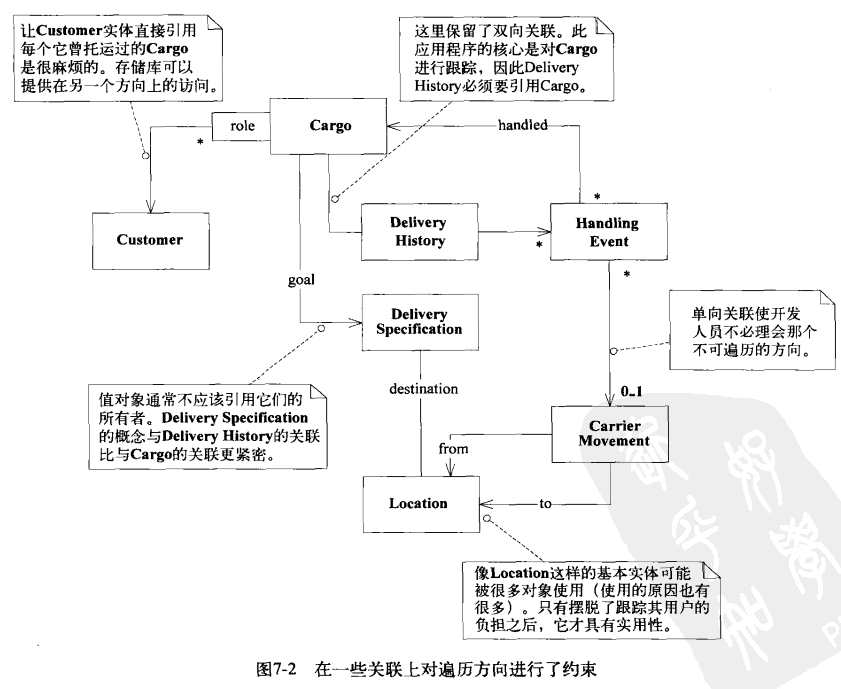 让Customer实体直接引用
每个它曾托运过的Cargo
是很麻烦的。存储库可以
提供在另一个方向上的访问。
这里保留了双向关联。此
应用程序的核心是对Cargo
进行跟踪，因此Delivery
History必须要引用Cargo。
role
*
Cargo
handled
*
Customer
Delivery
History
*
Handling
Event
*
goal
Delivery
Specification
单向关联使开发
人员不必理会那个
不可遍历的方向。
值对象通常不应该引用它们的
所有者。Delivery Specification
的概念与Delivery History的关联
比与Cargo的关联更紧密。
destination
0..1
Carrier
Movement
from
Location
to
像Location这样的基本实体可能
被很多对象使用（使用的原因也有
很多）。只有摆脱了跟踪其用户的
负担之后，它才具有实用性。
图7-2 在一些关联上对遍历方向进行了约束